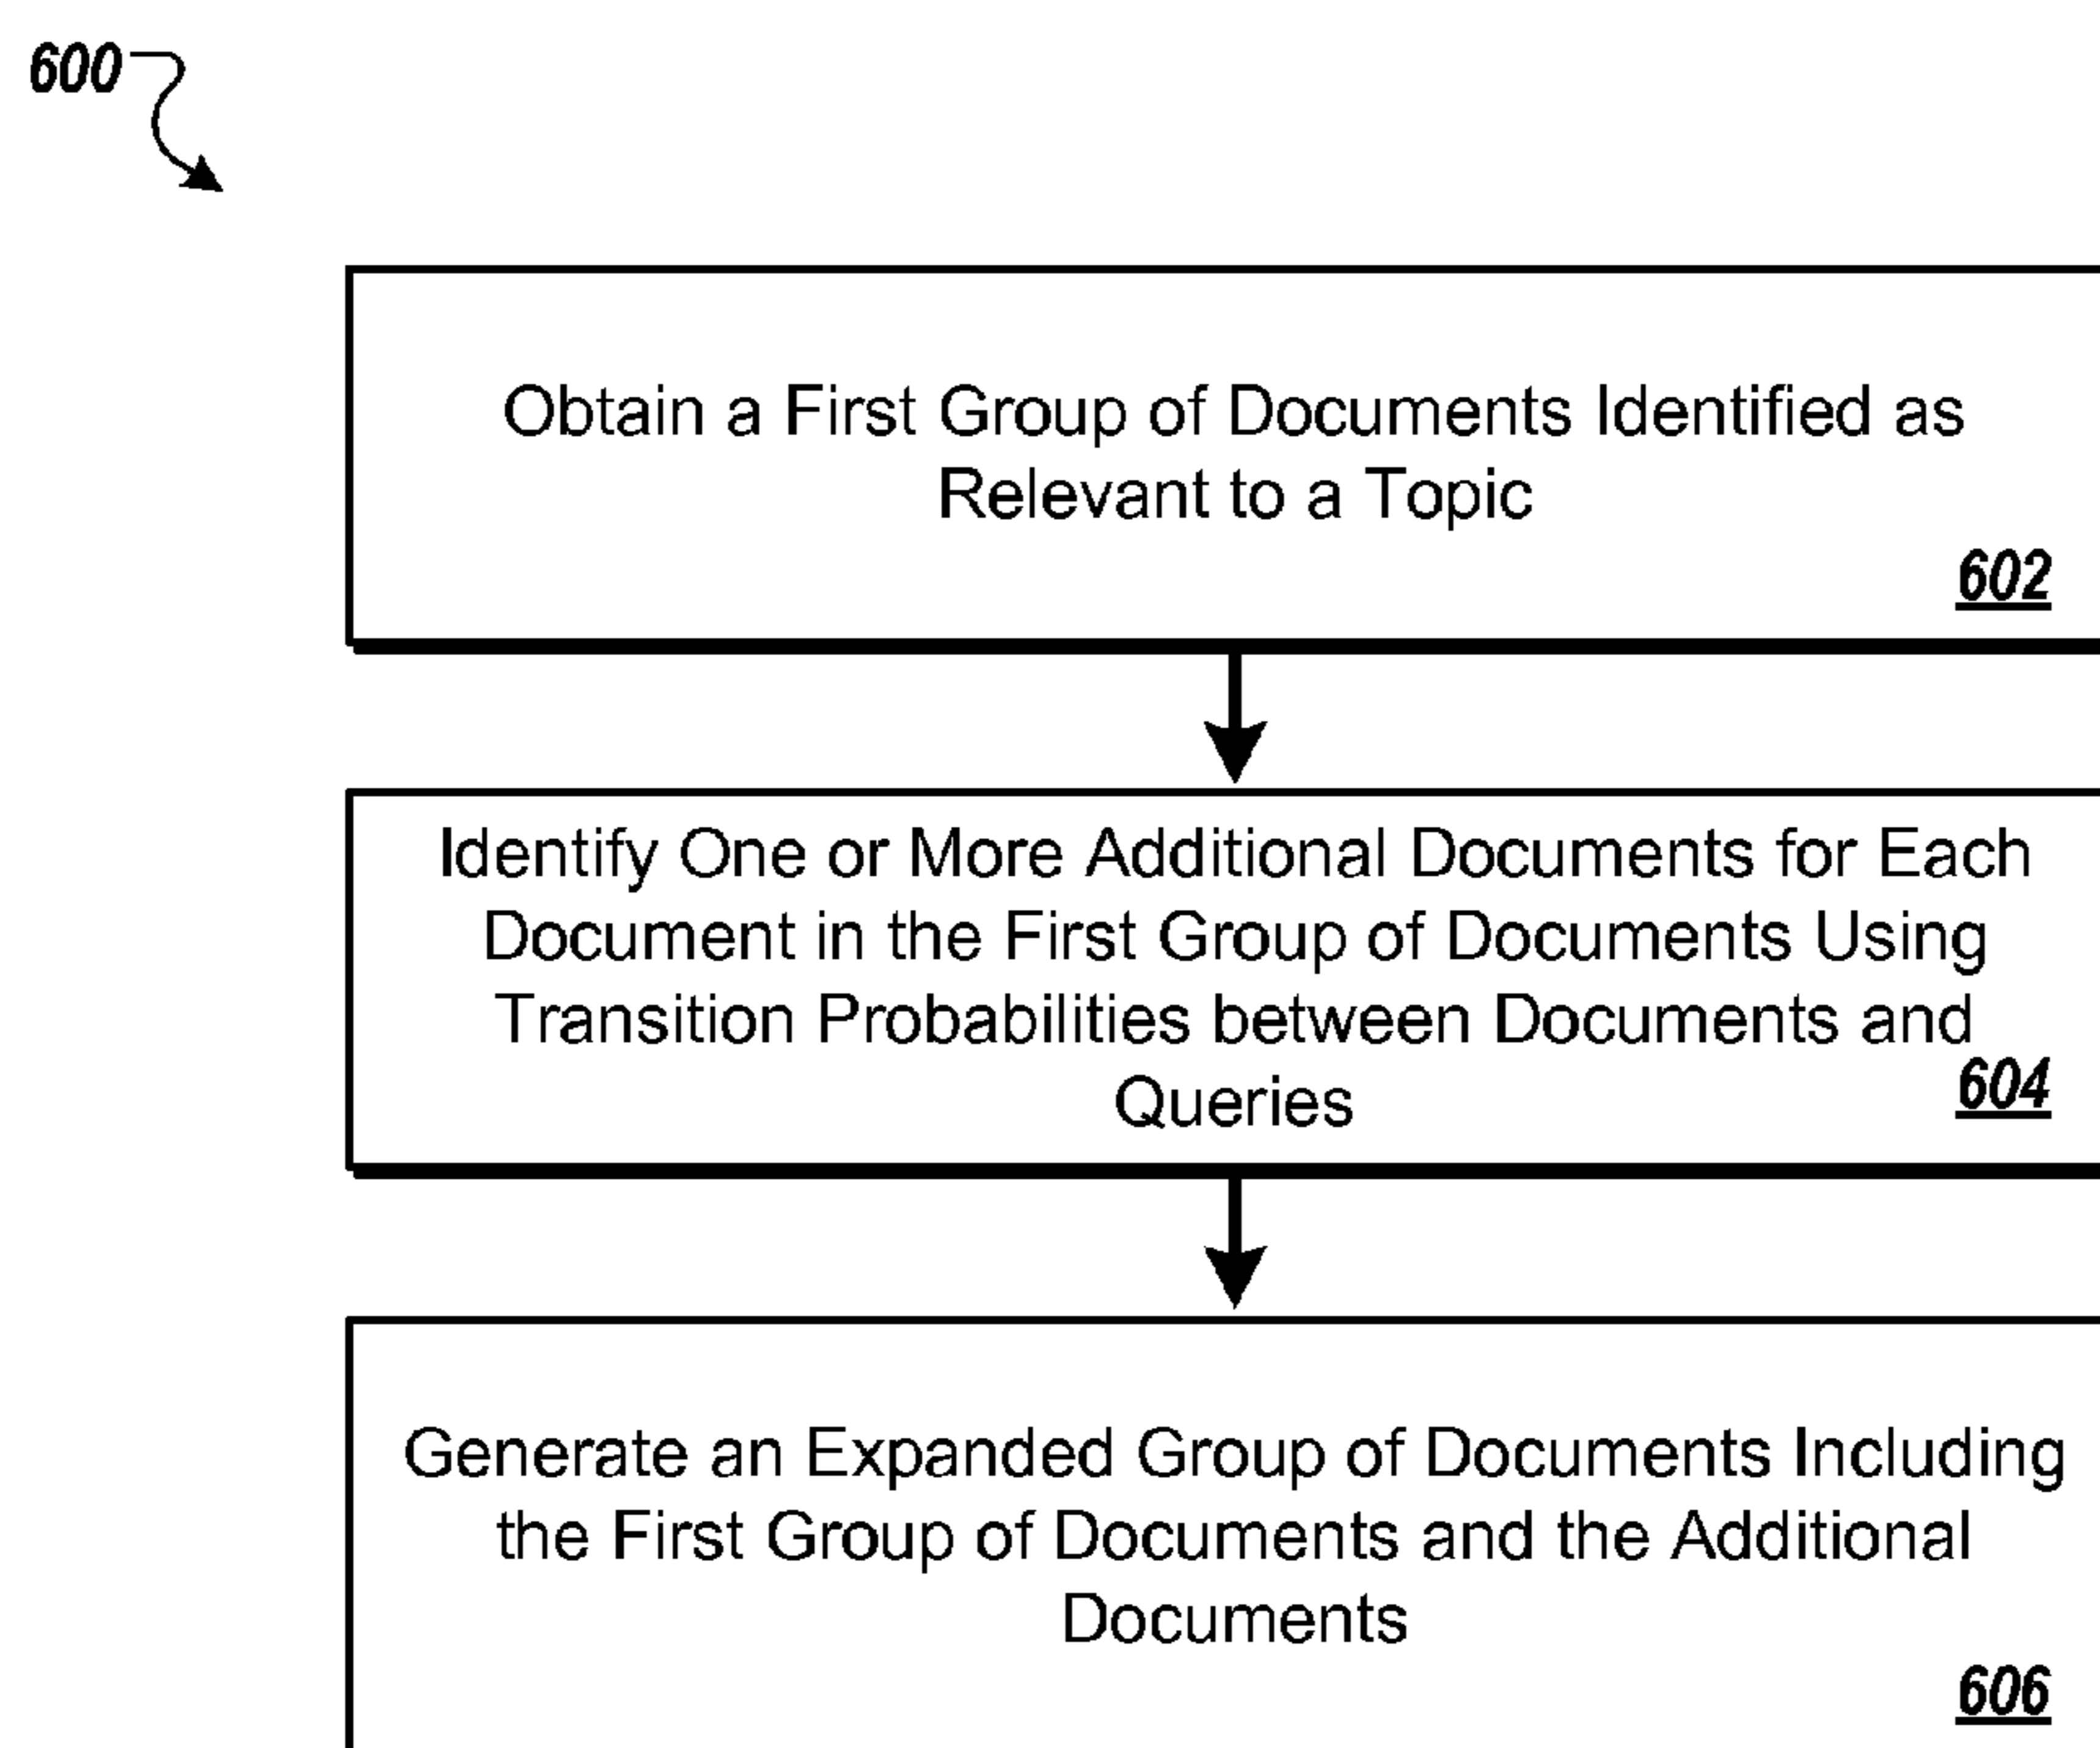 600
Obtain a First Group of Documents Identified as
Relevant to a Topic
602
Identify One or More Additional Documents for Each
Document in the First Group of Documents Using
Transition Probabilities between Documents and
Queries
604
Generate an Expanded Group of Documents Including
the First Group of Documents and the Additional
Documents
606